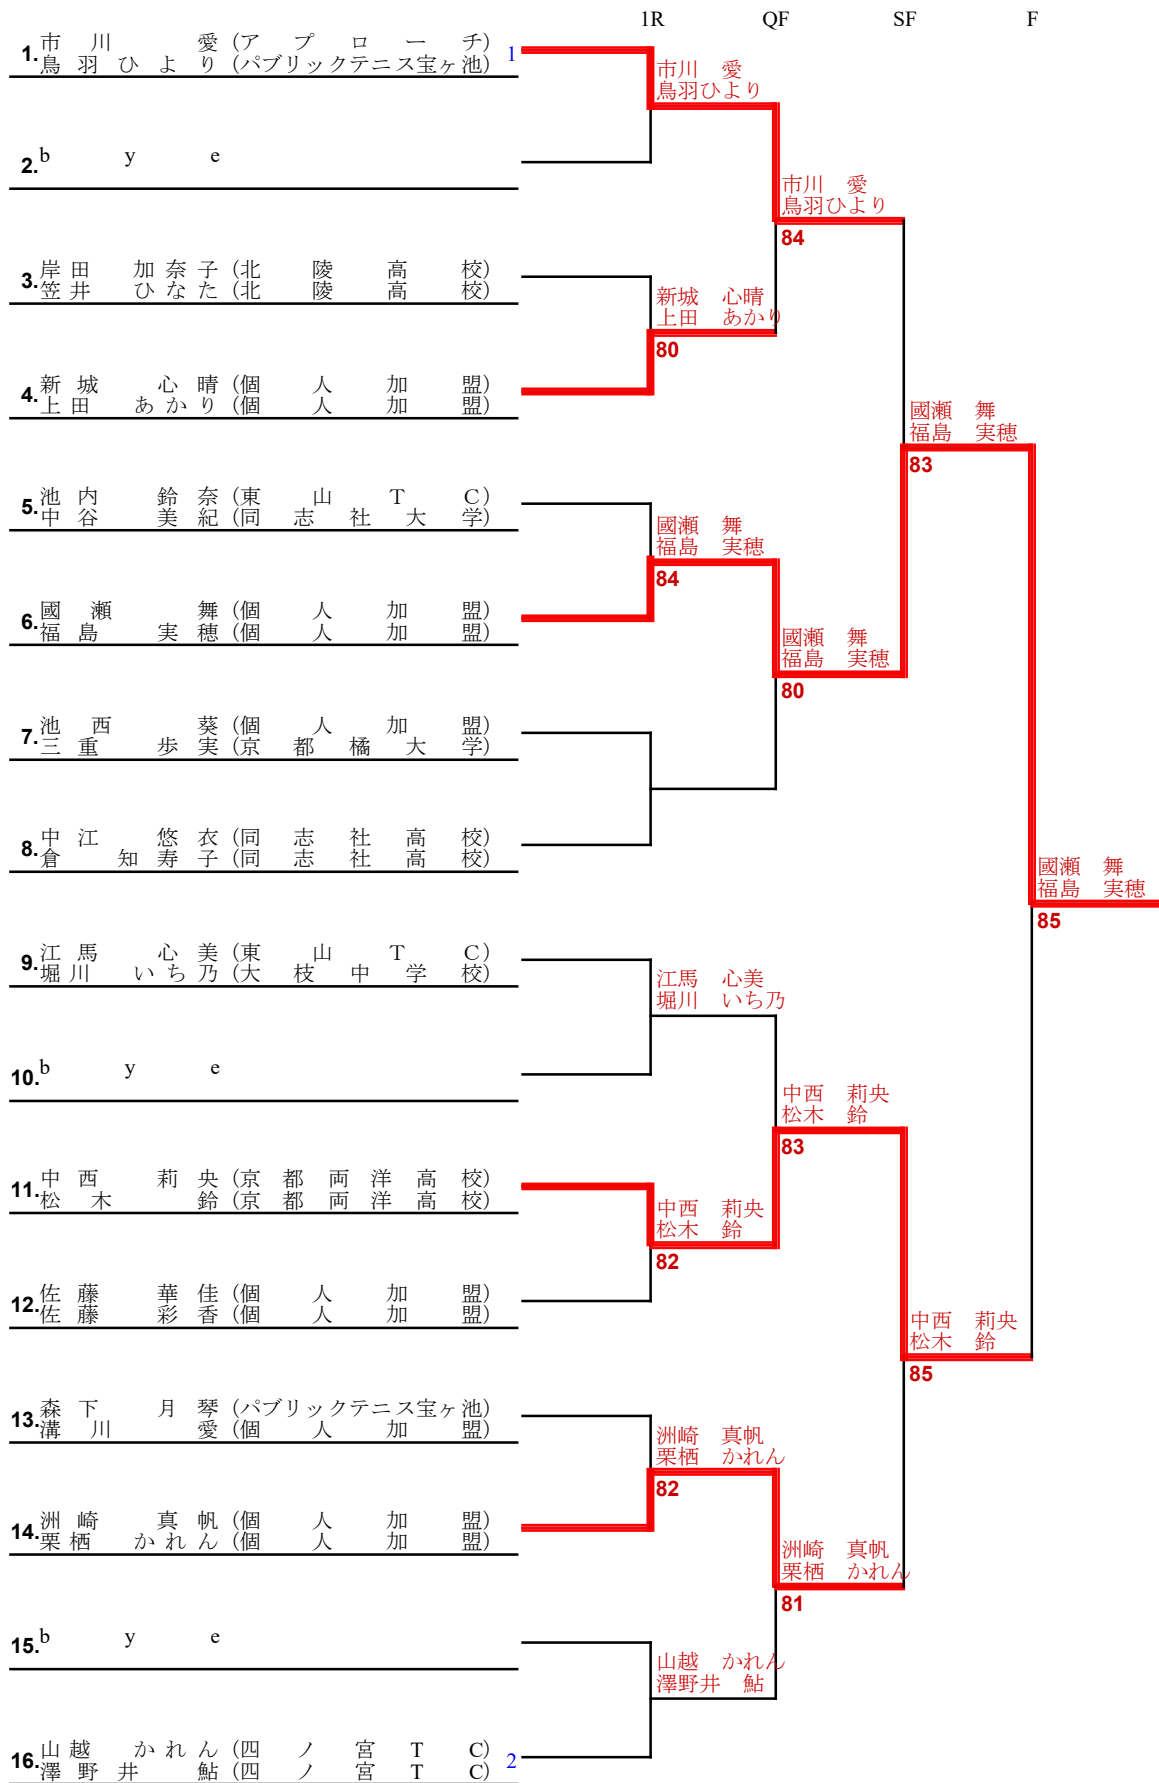 1R QF SF F
1. 市川 愛 (アプローチ) 1
鳥羽ひより (パブリックテニス宝ヶ池)
市川 愛
鳥羽ひより
2. bye
市川 愛
鳥羽ひより
84
3. 岸田 加奈子 (北陵高校)
笠井 ひなた (北陵高校)
新城 心晴
上田 あかり
80
4. 新城 心晴 (個人加盟)
上田 あかり (個人加盟)
國瀬 舞
福島 実穂
83
5. 池内 鈴奈 (東山TC)
中谷 美紀 (同志社大学)
國瀬 舞
福島 実穂
84
6. 國瀬 舞 (個人加盟)
福島 実穂 (個人加盟)
國瀬 舞
福島 実穂
80
7. 池西 葵 (個人加盟)
三重 歩実 (京都橘大学)
8. 中江 悠衣 (同志社高校)
倉 知寿子 (同志社高校)
國瀬 舞
福島 実穂
85
9. 江馬 心美 (東山TC)
堀川 いち乃 (大枝中学校)
江馬 心美
堀川 いち乃
10. bye
中西 莉央
松木 鈴
83
11. 中西 莉央 (京都両洋高校)
松木 鈴 (京都両洋高校)
中西 莉央
松木 鈴
82
12. 佐藤 華佳 (個人加盟)
佐藤 彩香 (個人加盟)
中西 莉央
松木 鈴
85
13. 森下 月琴 (パブリックテニス宝ヶ池)
溝川 愛 (個人加盟)
洲崎 真帆
栗栖 かれん
82
14. 洲崎 真帆 (個人加盟)
栗栖 かれん (個人加盟)
洲崎 真帆
栗栖 かれん
81
15. bye
山越 かれん
澤野井 鮎
16. 山越 かれん (四ノ宮TC) 2
澤野井 鮎 (四ノ宮TC)